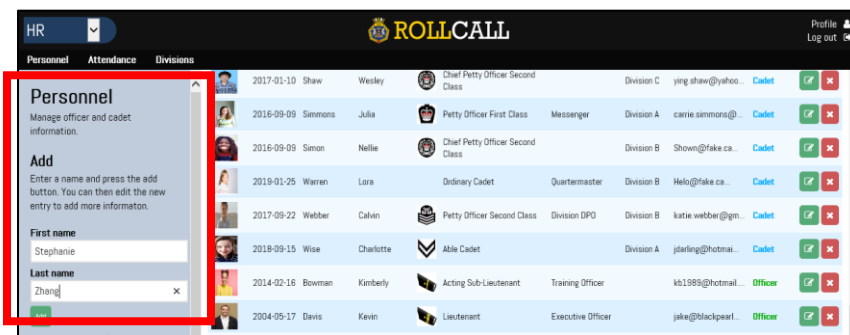 HR
ROLLCALL
Profile
Log out
Personnel Attendance Divisions
Personnel
Manage officer and cadet
information.
Add
Enter a name and press the add
button. You can then edit the new
entry to add more informaton.
First name
Stephanie
Last name
Zhang ×
2017-01-10 Shaw Wesley Chief Petty Officer Second Class Division C ying.shaw@yahoo... Cadet
2016-09-09 Simmons Julia Petty Officer First Class Messenger Division A carrie.simmons@... Cadet
2016-09-09 Simon Nellie Chief Petty Officer Second Class Division B Shown@fake.ca... Cadet
2019-01-25 Warren Lora Ordinary Cadet Quartermaster Division B Helo@fake.ca... Cadet
2017-09-22 Webber Calvin Petty Officer Second Class Division DPO Division B katie.webber@gm... Cadet
2018-09-15 Wise Charlotte Able Cadet Division A jdarling@hotmai... Cadet
2014-02-16 Bowman Kimberly Acting Sub-Lieutenant Training Officer kb1989@hotmail... Officer
2004-05-17 Davis Kevin Lieutenant Executive Officer jake@blackpearl... Officer